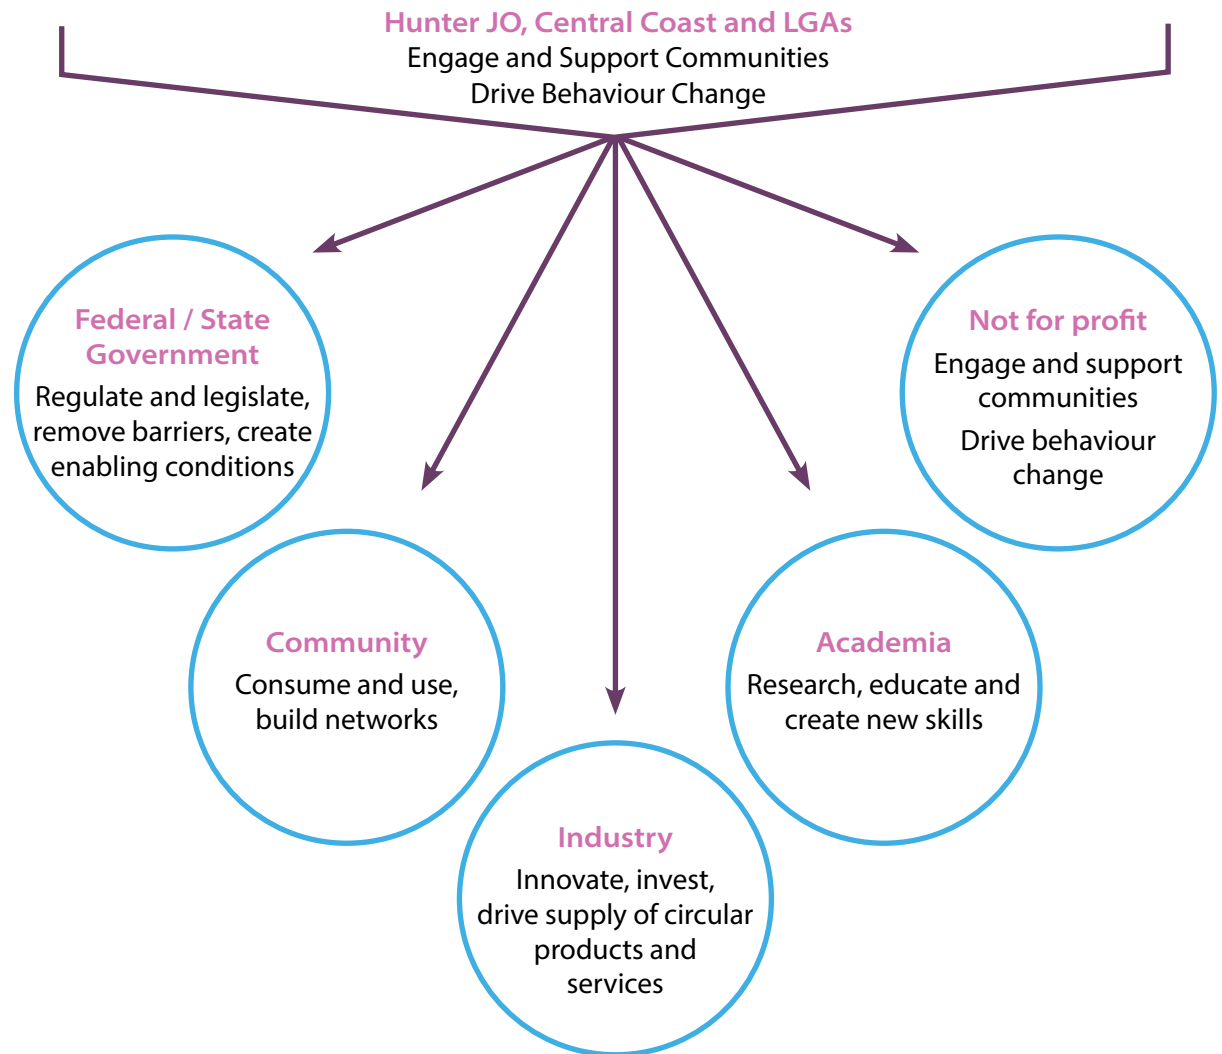 Hunter JO, Central Coast and LGAs
Engage and Support Communities
Drive Behaviour Change
Federal / State
Government
Regulate and legislate,
remove barriers, create
enabling conditions
Community
Consume and use,
build networks
Industry
Innovate, invest,
drive supply of circular
products and
services
Academia
Research, educate and
create new skills
Not for profit
Engage and support
communities
Drive behaviour
change